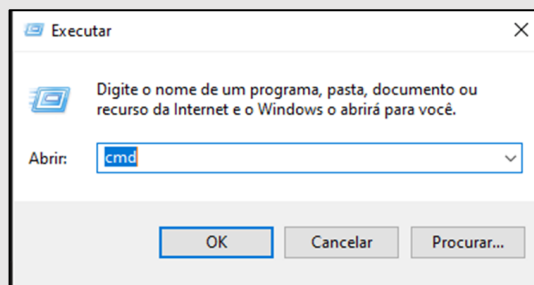 Executar
Digite o nome de um programa, pasta, documento ou
recurso da Internet e o Windows o abrirá para você.
Abrir: cmd
OK Cancelar Procurar...